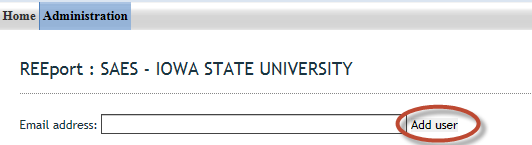 Home Administration
REEport : SAES - IOWA STATE UNIVERSITY
Email address: Add user